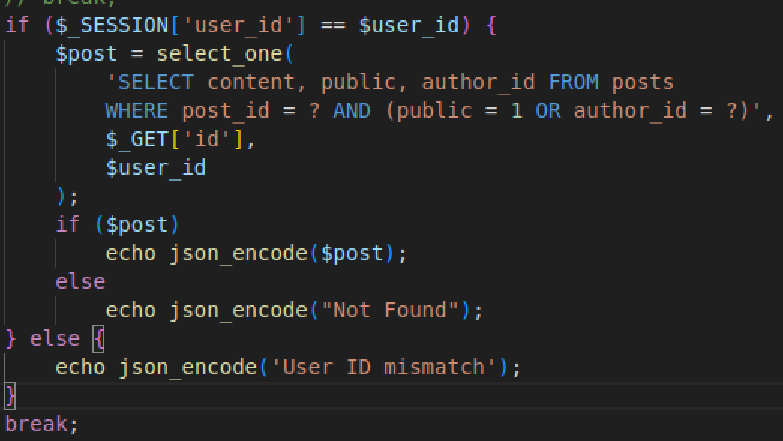 // break;
if ($_SESSION['user_id'] == $user_id) {
    $post = select_one(
        'SELECT content, public, author_id FROM posts
        WHERE post_id = ? AND (public = 1 OR author_id = ?)',
        $_GET['id'],
        $user_id
    );
    if ($post)
        echo json_encode($post);
    else
        echo json_encode("Not Found");
} else {
    echo json_encode('User ID mismatch');
}
break;